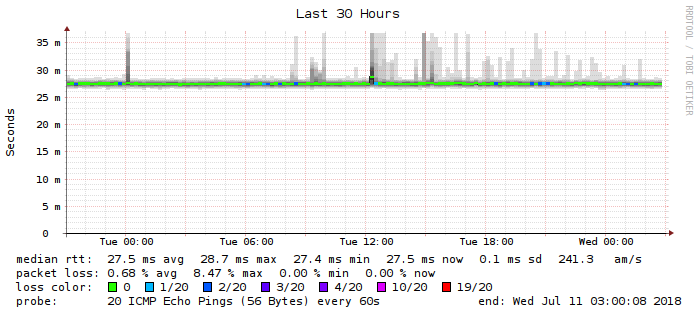 Last 30 Hours
RRDTOOL / TOBI OETIKER
Seconds
35 m
30 m
25 m
20 m
15 m
10 m
5 m
0
Tue 00:00 Tue 06:00 Tue 12:00 Tue 18:00 Wed 00:00
median rtt: 27.5 ms avg 28.7 ms max 27.4 ms min 27.5 ms now 0.1 ms sd 241.3 am/s
packet loss: 0.68 % avg 8.47 % max 0.00 % min 0.00 % now
loss color: 0 1/20 2/20 3/20 4/20 10/20 19/20
probe: 20 ICMP Echo Pings (56 Bytes) every 60s end: Wed Jul 11 03:00:08 2018